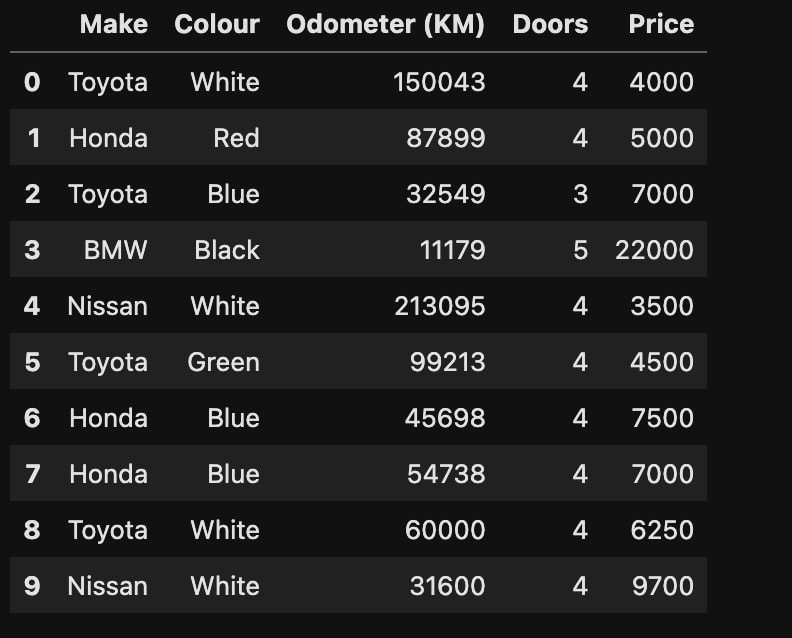 Make Colour Odometer (KM) Doors Price
0 Toyota White 150043 4 4000
1 Honda Red 87899 4 5000
2 Toyota Blue 32549 3 7000
3 BMW Black 11179 5 22000
4 Nissan White 213095 4 3500
5 Toyota Green 99213 4 4500
6 Honda Blue 45698 4 7500
7 Honda Blue 54738 4 7000
8 Toyota White 60000 4 6250
9 Nissan White 31600 4 9700